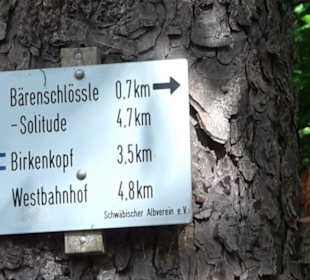 Bärenschlössle 0.7km
-Solitude 4,7km
Birkenkopf 3.5km
Westbahnhof 4,8km
Schwäbischer Albverein e.V.